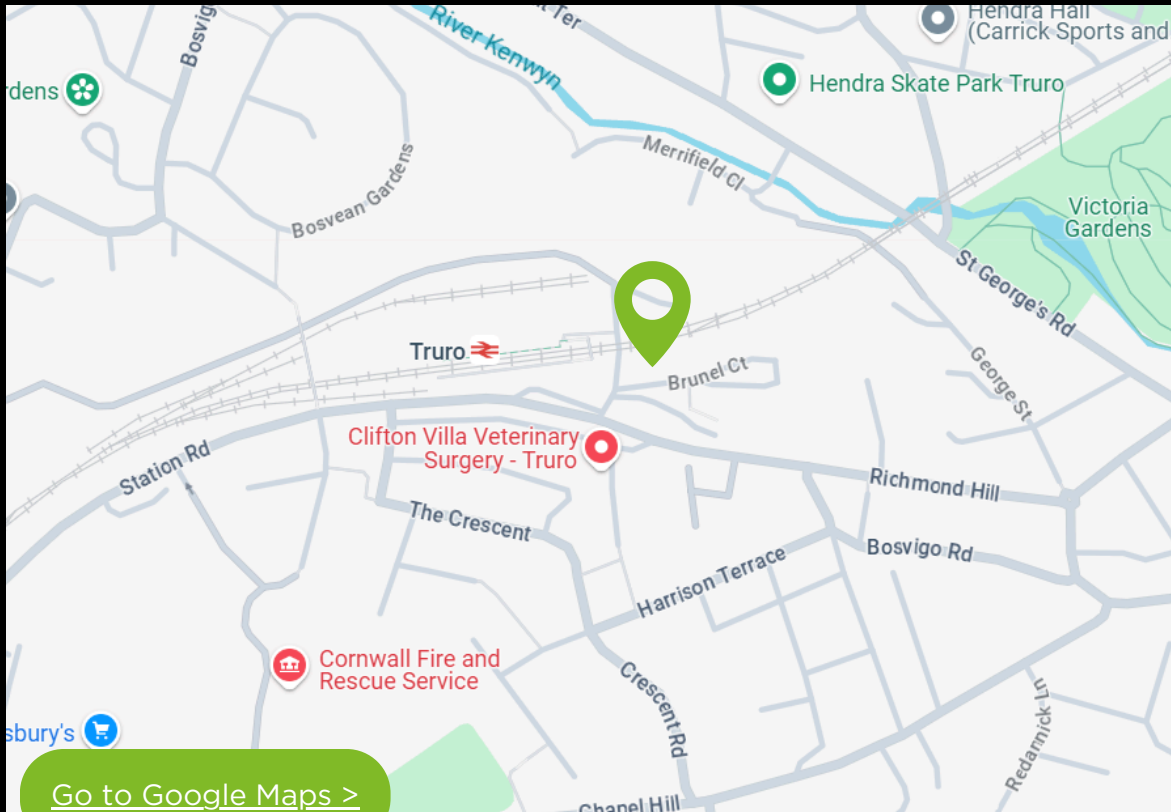 Bosvig
River Kenwyn
Ter
Hendra Hall
(Carrick Sports and
dens
Hendra Skate Park Truro
Merrifield Cl
Bosvean Gardens
Victoria
Gardens
St George's Rd
Truro
Brunel Ct
George St
Clifton Villa Veterinary
Surgery - Truro
Station Rd
Richmond Hill
The Crescent
Bosvigo Rd
Harrison Terrace
Cornwall Fire and
Rescue Service
Crescent Rd
Redannick Ln
sbury's
Go to Google Maps >
Chapel Hill